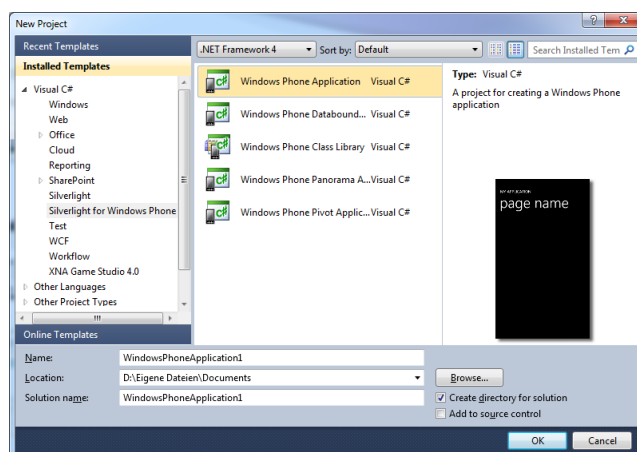 New Project
Recent Templates
.NET Framework 4
Sort by:
Default
Search Installed Tem
Installed Templates
Visual C#
Windows
Web
Office
Cloud
Reporting
SharePoint
Silverlight
Silverlight for Windows Phone
Test
WCF
Workflow
XNA Game Studio 4.0
Other Languages
Other Project Types
Online Templates
Windows Phone Application Visual C#
Windows Phone Databound... Visual C#
Windows Phone Class Library Visual C#
Windows Phone Panorama A...Visual C#
Windows Phone Pivot Applic...Visual C#
Type: Visual C#
A project for creating a Windows Phone
application
MY APPLICATION
page name
Name:
WindowsPhoneApplication1
Location:
D:\Eigene Dateien\Documents
Browse...
Solution name:
WindowsPhoneApplication1
Create directory for solution
Add to source control
OK
Cancel